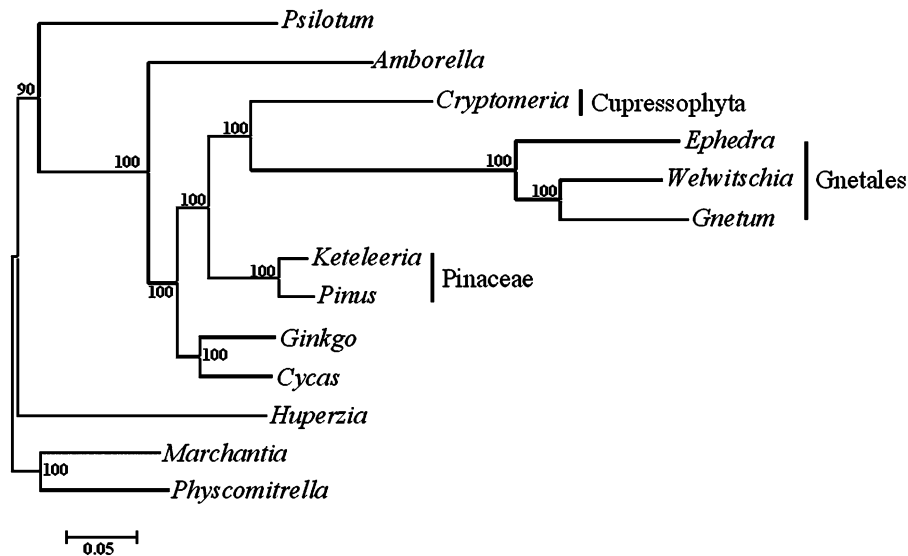 Psilotum
Amborella
90
Cryptomeria Cupressophyta
100
Ephedra
100
100
Welwitschia Gnetales
100
100
Gnetum
Keteleeria
100
Pinaceae
100
Pinus
Ginkgo
100
Cycas
Huperzia
Marchantia
100
Physcomitrella
0.05